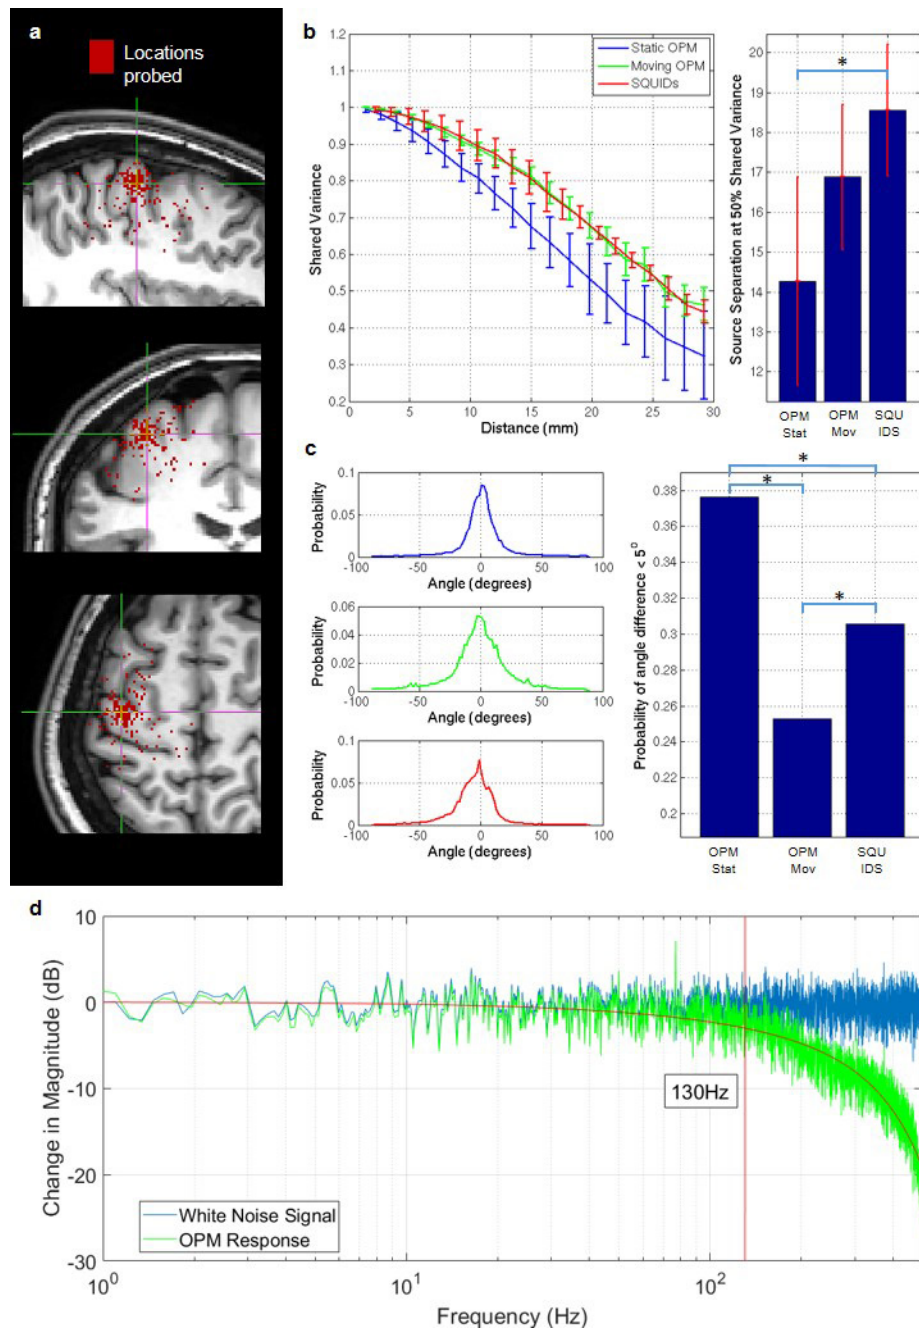 a
Locations
probed
b
Static OPM
Moving OPM
SQUIDs
Shared Variance
1.2
1.1
1
0.9
0.8
0.7
0.6
0.5
0.4
0.3
0.2
0 5 10 15 20 25 30
Distance (mm)
Source Separation at 50% Shared Variance
20
19
18
17
16
15
14
13
12
*
OPM Stat
OPM Mov
SQU IDS
c
Probability
0.1
0.05
0
-100 -50 0 50 100
Angle (degrees)
Probability
0.06
0.04
0.02
0
-100 -50 0 50 100
Angle (degrees)
Probability
0.1
0.05
0
-100 -50 0 50 100
Angle (degrees)
Probability of angle difference < 5°
0.38
0.36
0.34
0.32
0.3
0.28
0.26
0.24
0.22
0.2
*
*
*
OPM Stat
OPM Mov
SQU IDS
d
Change in Magnitude (dB)
10
0
-10
-20
-30
130Hz
White Noise Signal
OPM Response
10⁰ 10¹ 10²
Frequency (Hz)